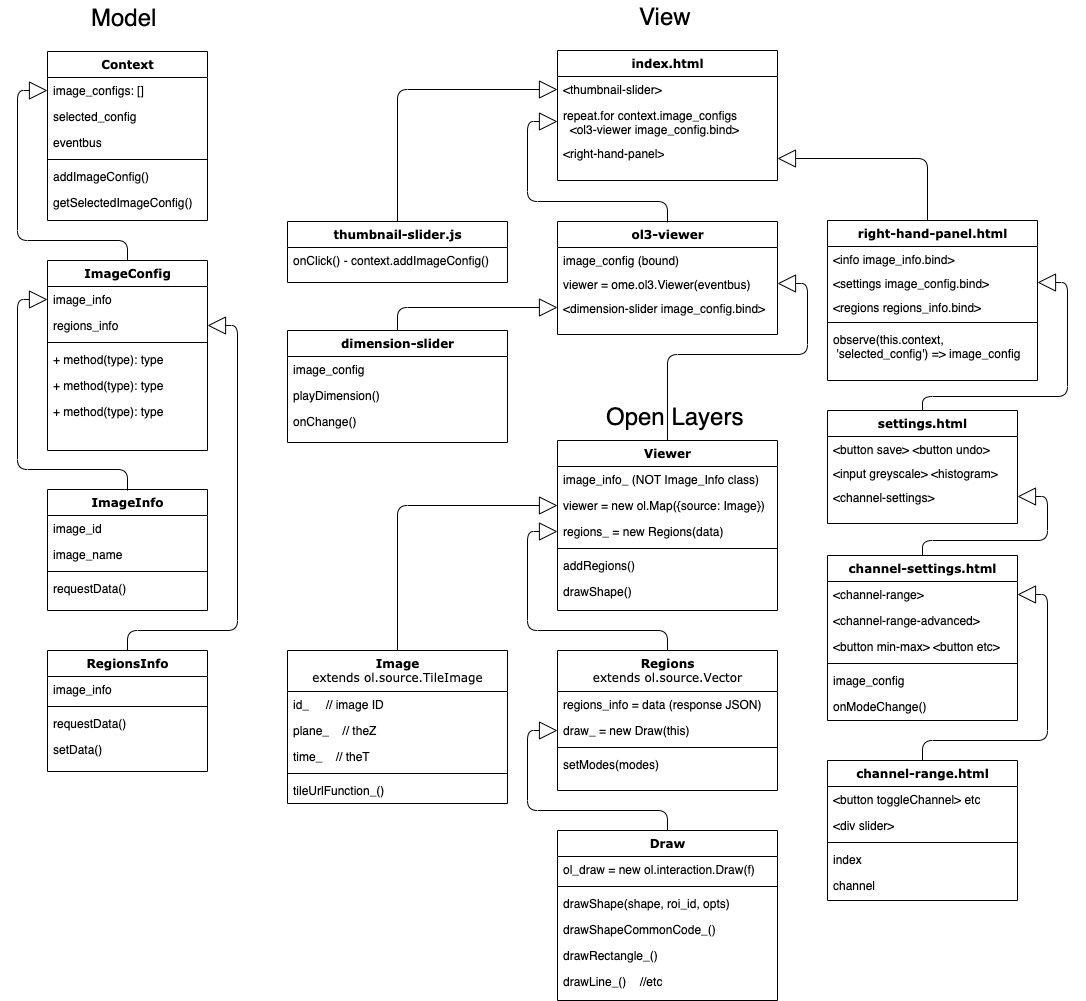 Model
View
Context
image_configs: []
selected_config
eventbus
addImageConfig()
getSelectedImageConfig()
ImageConfig
image_info
regions_info
+ method(type): type
+ method(type): type
+ method(type): type
ImageInfo
image_id
image_name
requestData()
RegionsInfo
image_info
requestData()
setData()
index.html
<thumbnail-slider>
repeat.for context.image_configs
<ol3-viewer image_config.bind>
<right-hand-panel>
thumbnail-slider.js
onClick() - context.addImageConfig()
ol3-viewer
image_config (bound)
viewer = ome.ol3.Viewer(eventbus)
<dimension-slider image_config.bind>
dimension-slider
image_config
playDimension()
onChange()
right-hand-panel.html
<info image_info.bind>
<settings image_config.bind>
<regions regions_info.bind>
observe(this.context,
'selected_config') => image_config
Open Layers
Viewer
image_info_ (NOT Image_Info class)
viewer = new ol.Map({source: Image})
regions_ = new Regions(data)
addRegions()
drawShape()
settings.html
<button save> <button undo>
<input greyscale> <histogram>
<channel-settings>
channel-settings.html
<channel-range>
<channel-range-advanced>
<button min-max> <button etc>
image_config
onModeChange()
Image
extends ol.source.TileImage
id_ // image ID
plane_ // theZ
time_ // theT
tileUrlFunction_()
Regions
extends ol.source.Vector
regions_info = data (response JSON)
draw_ = new Draw(this)
setModes(modes)
channel-range.html
<button toggleChannel> etc
<div slider>
index
channel
Draw
ol_draw = new ol.interaction.Draw(f)
drawShape(shape, roi_id, opts)
drawShapeCommonCode_()
drawRectangle_()
drawLine_() //etc